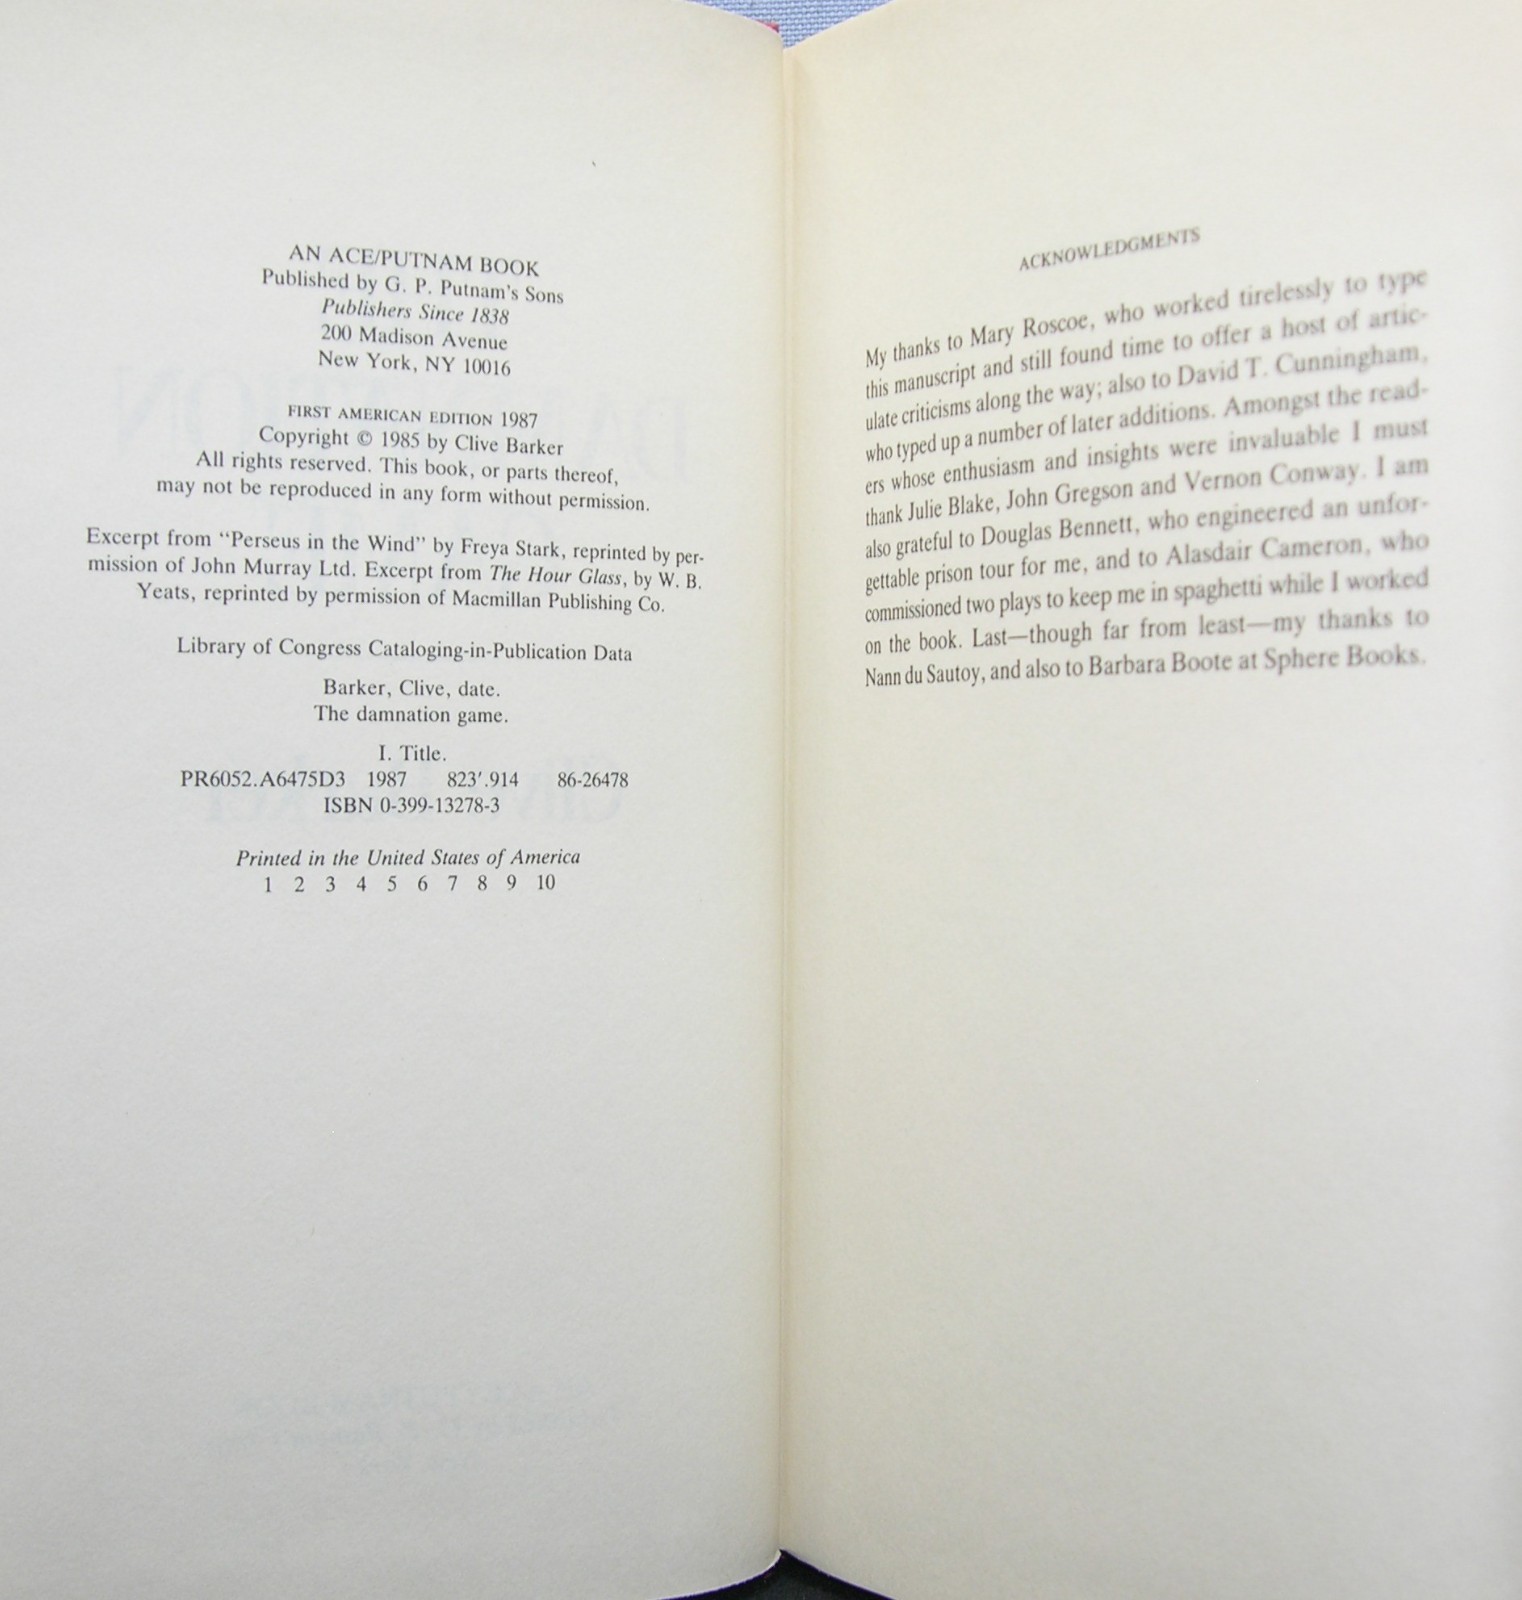 AN ACE/PUTNAM BOOK
Published by G. P. Putnam's Sons
Publishers Since 1838
200 Madison Avenue
New York, NY 10016
FIRST AMERICAN EDITION 1987
Copyright © 1985 by Clive Barker
All rights reserved. This book, or parts thereof,
may not be reproduced in any form without permission.
Excerpt from “Perseus in the Wind” by Freya Stark, reprinted by per-
mission of John Murray Ltd. Excerpt from The Hour Glass, by W. B.
Yeats, reprinted by permission of Macmillan Publishing Co.
Library of Congress Cataloging-in-Publication Data
Barker, Clive, date.
The damnation game.
I. Title.
PR6052.A6475D3 1987 823′.914 86-26478
ISBN 0-399-13278-3
Printed in the United States of America
1 2 3 4 5 6 7 8 9 10
ACKNOWLEDGMENTS
My thanks to Mary Roscoe, who worked tirelessly to type
this manuscript and still found time to offer a host of artic-
ulate criticisms along the way; also to David T. Cunningham,
who typed up a number of later additions. Amongst the read-
ers whose enthusiasm and insights were invaluable I must
thank Julie Blake, John Gregson and Vernon Conway. I am
also grateful to Douglas Bennett, who engineered an unfor-
gettable prison tour for me, and to Alasdair Cameron, who
commissioned two plays to keep me in spaghetti while I worked
on the book. Last—though far from least—my thanks to
Nann du Sautoy, and also to Barbara Boote at Sphere Books.